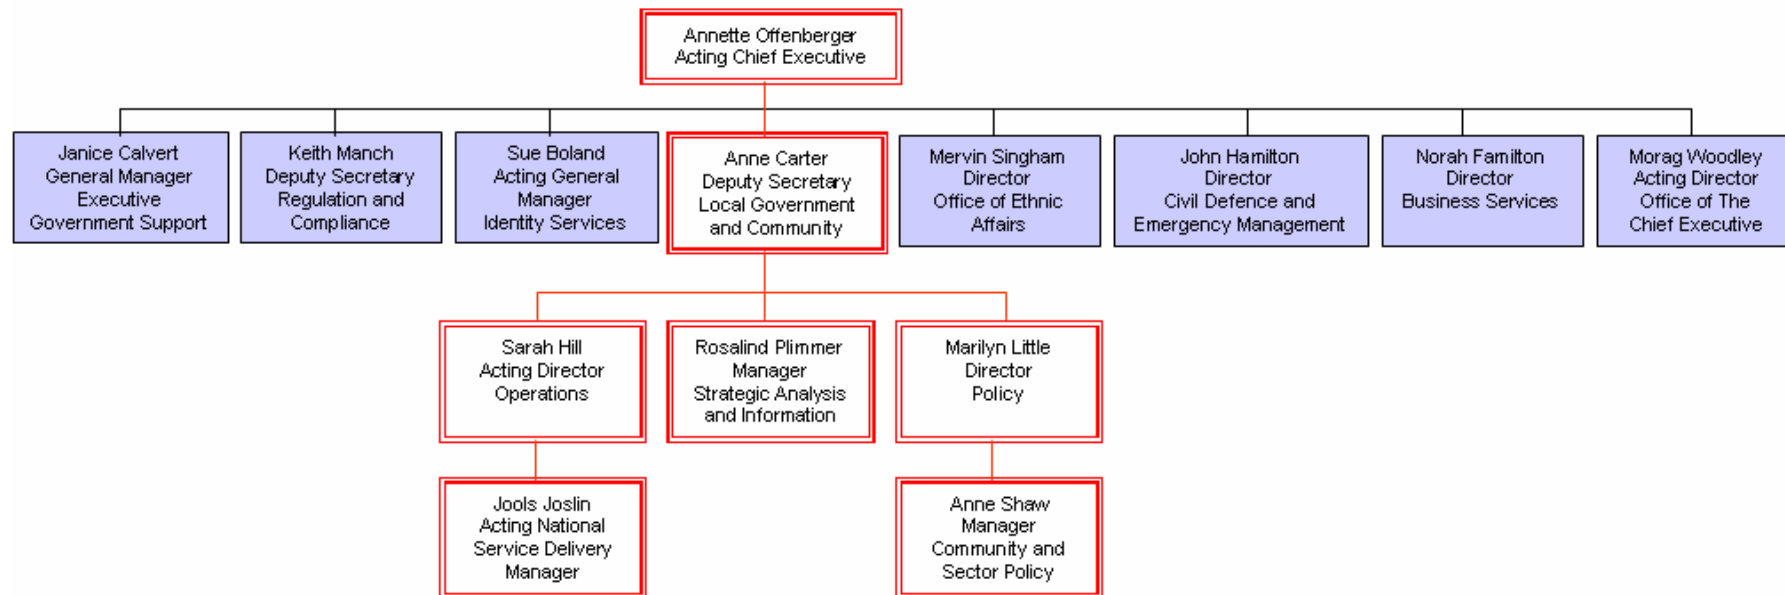 Annette Offenberger
Acting Chief Executive
Janice Calvert
General Manager
Executive
Government Support
Keith Manch
Deputy Secretary
Regulation and
Compliance
Sue Boland
Acting General
Manager
Identity Services
Anne Carter
Deputy Secretary
Local Government
and Community
Mervin Singham
Director
Office of Ethnic
Affairs
John Hamilton
Director
Civil Defence and
Emergency Management
Norah Familton
Director
Business Services
Morag Woodley
Acting Director
Office of The
Chief Executive
Sarah Hill
Acting Director
Operations
Rosalind Plimmer
Manager
Strategic Analysis
and Information
Marilyn Little
Director
Policy
Jools Joslin
Acting National
Service Delivery
Manager
Anne Shaw
Manager
Community and
Sector Policy